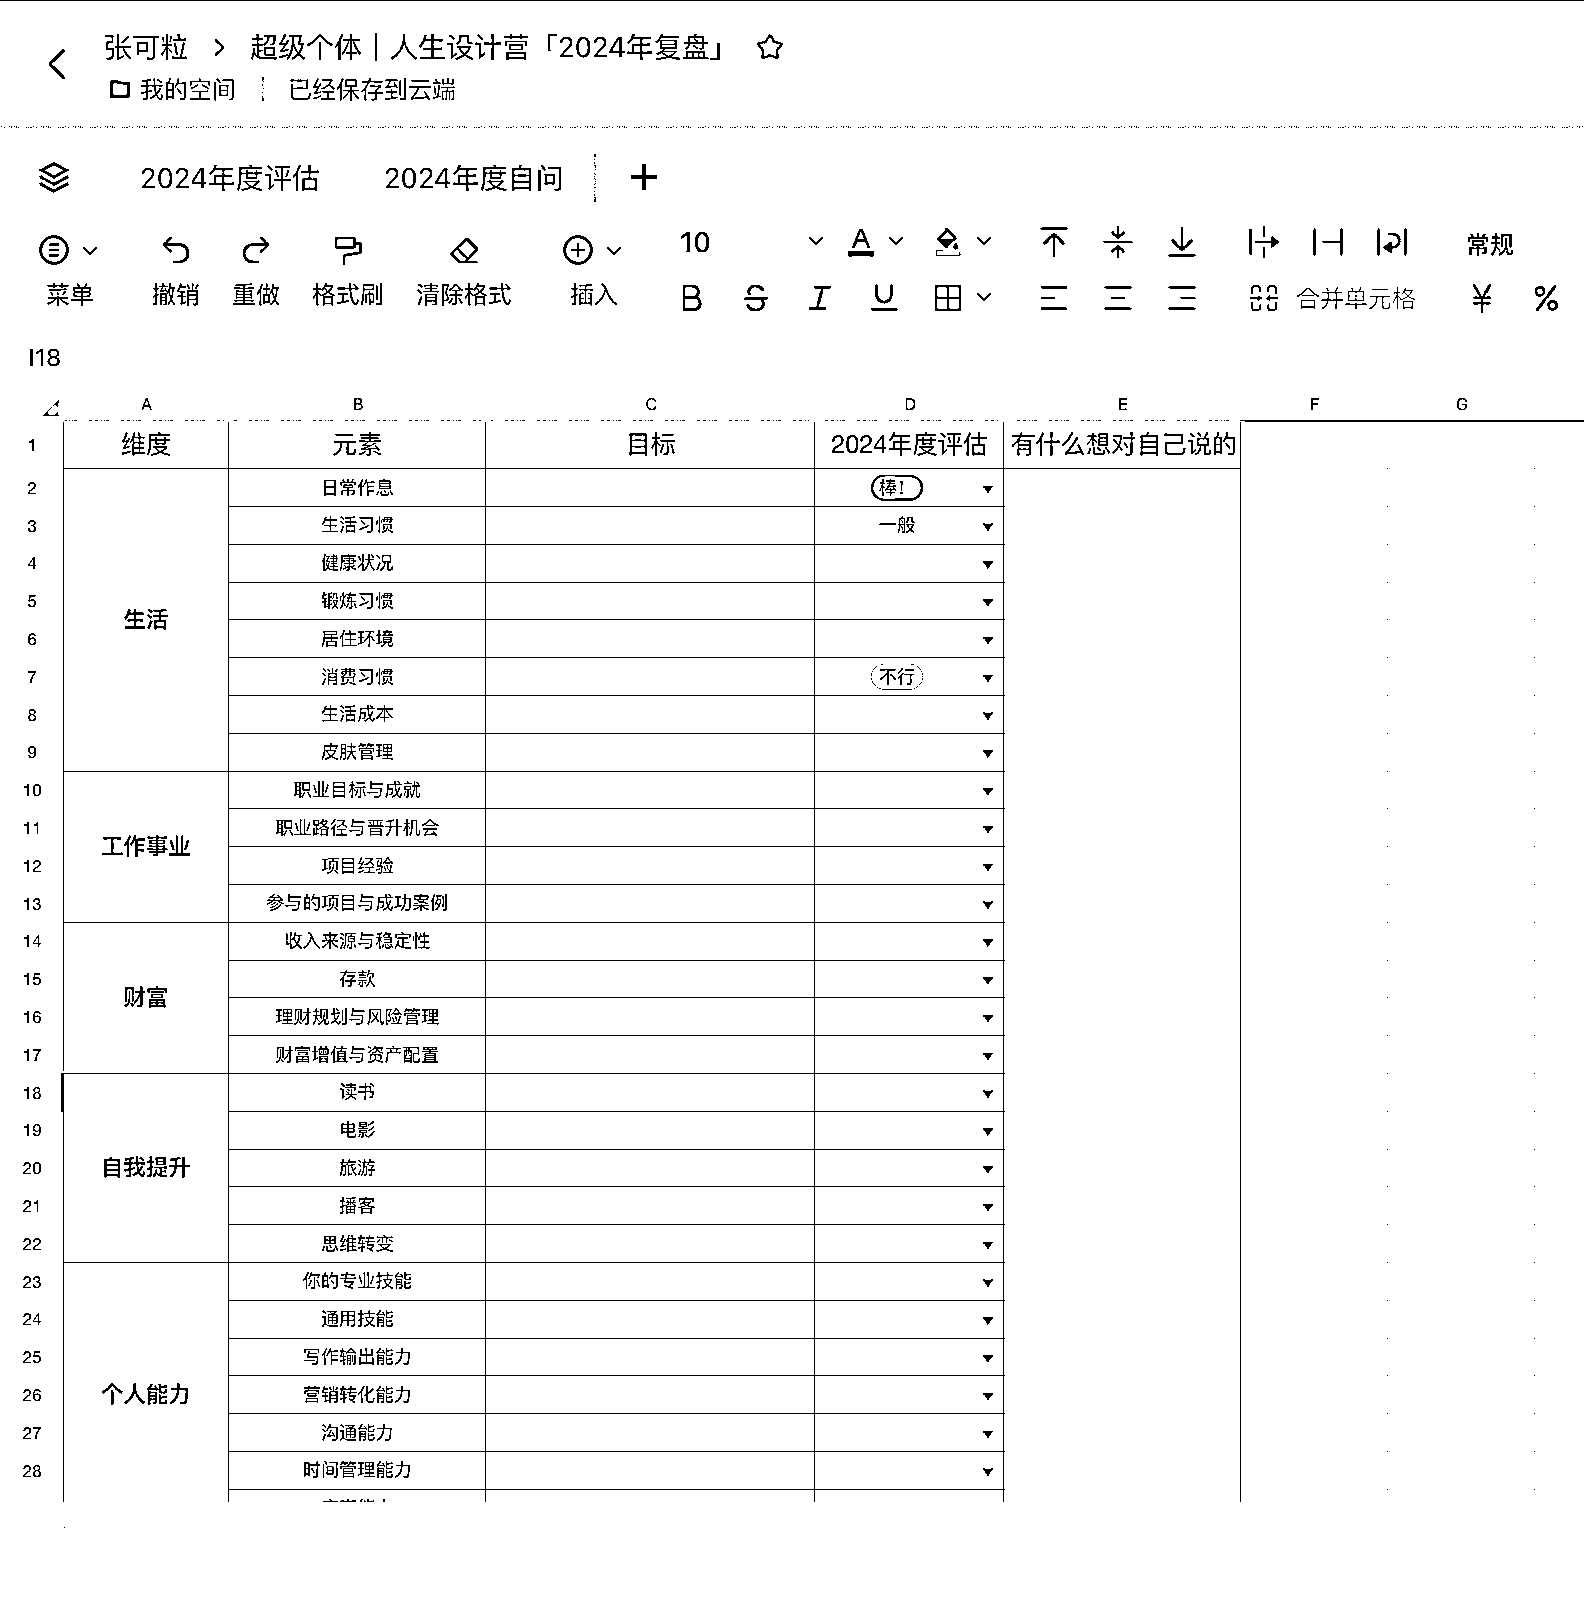 张可粒 > 超级个体｜人生设计营「2024年复盘」
我的空间 已经保存到云端
2024年度评估 2024年度自问 +
10 A 常规
菜单 撤销 重做 格式刷 清除格式 插入 B S I U 合并单元格 ¥ %
I18
A B C D E F G
1 维度 元素 目标 2024年度评估 有什么想对自己说的
2 日常作息 棒!
3 生活习惯 一般
4 健康状况
5 锻炼习惯
生活
6 居住环境
7 消费习惯 不行
8 生活成本
9 皮肤管理
10 职业目标与成就
11 职业路径与晋升机会
工作事业
12 项目经验
13 参与的项目与成功案例
14 收入来源与稳定性
15 存款
财富
16 理财规划与风险管理
17 财富增值与资产配置
18 读书
19 电影
20 自我提升 旅游
21 播客
22 思维转变
23 你的专业技能
24 通用技能
25 写作输出能力
26 个人能力 营销转化能力
27 沟通能力
28 时间管理能力